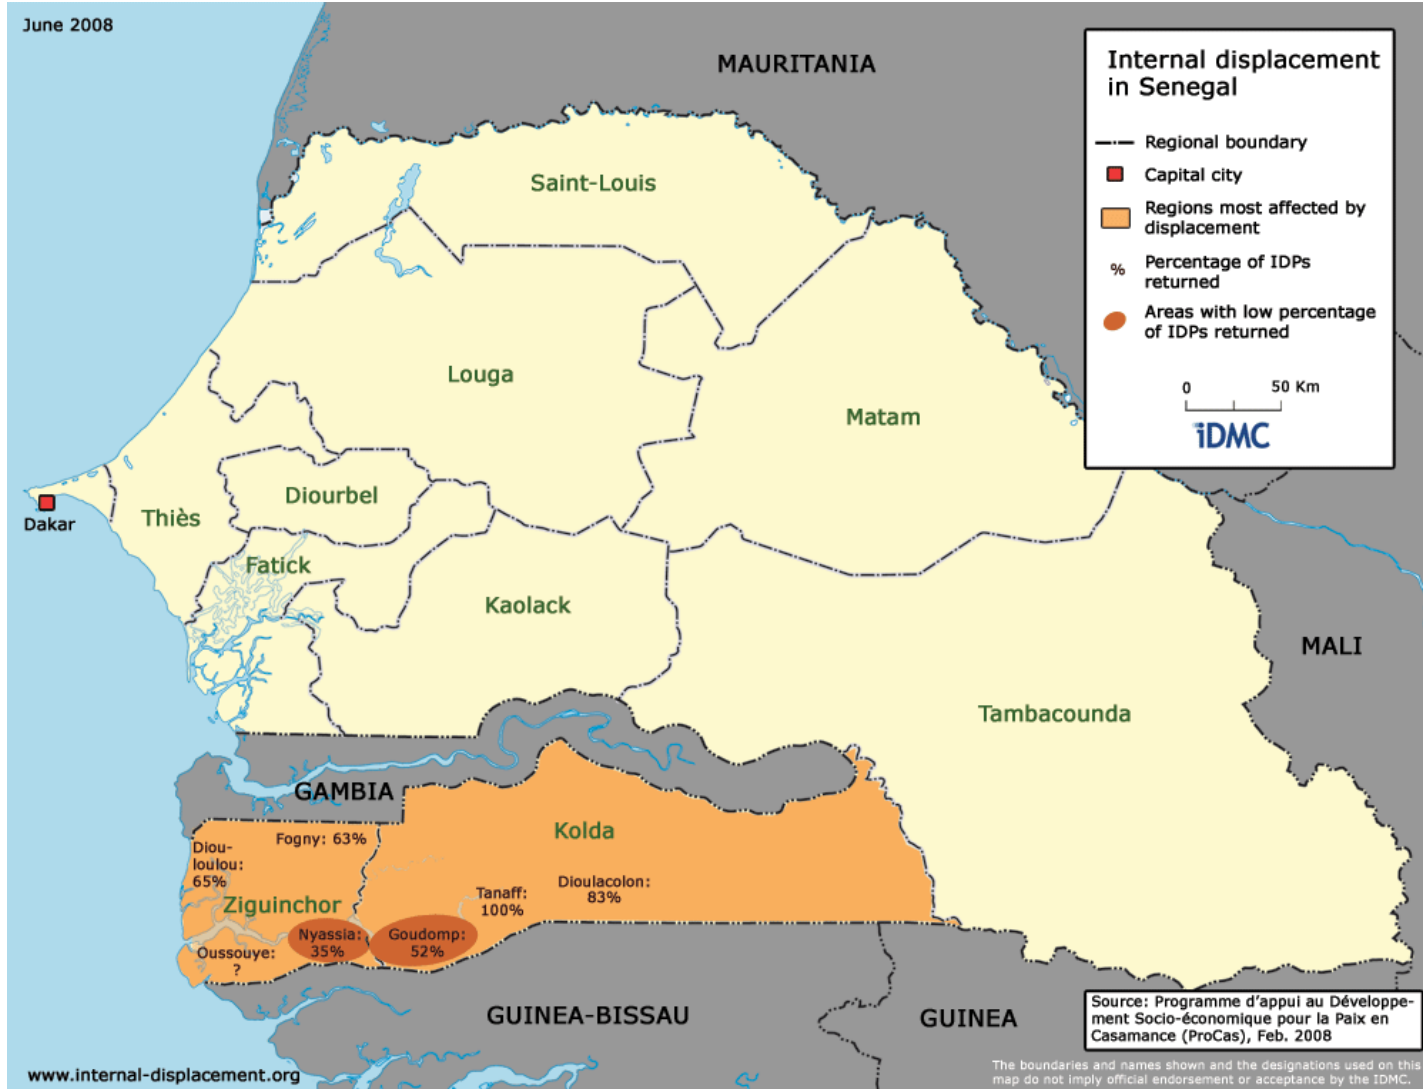 June 2008
MAURITANIA
Internal displacement
in Senegal
Regional boundary
Capital city
Regions most affected by
displacement
% Percentage of IDPs
returned
Areas with low percentage
of IDPs returned
0 50 Km
iDMC
Saint-Louis
Louga
Matam
Diourbel
Thiès
Dakar
Fatick
Kaolack
MALI
Tambacounda
GAMBIA
Kolda
Fogny: 63%
Diou-
loulou:
65%
Ziguinchor
Tanaff:
100%
Dioulacolon:
83%
Nyassia:
35%
Goudomp:
52%
Oussouye:
?
GUINEA-BISSAU
GUINEA
Source: Programme d'appui au Développe-
ment Socio-économique pour la Paix en
Casamance (ProCas), Feb. 2008
www.internal-displacement.org
The boundaries and names shown and the designations used on this
map do not imply official endorsement or acceptance by the IDMC.